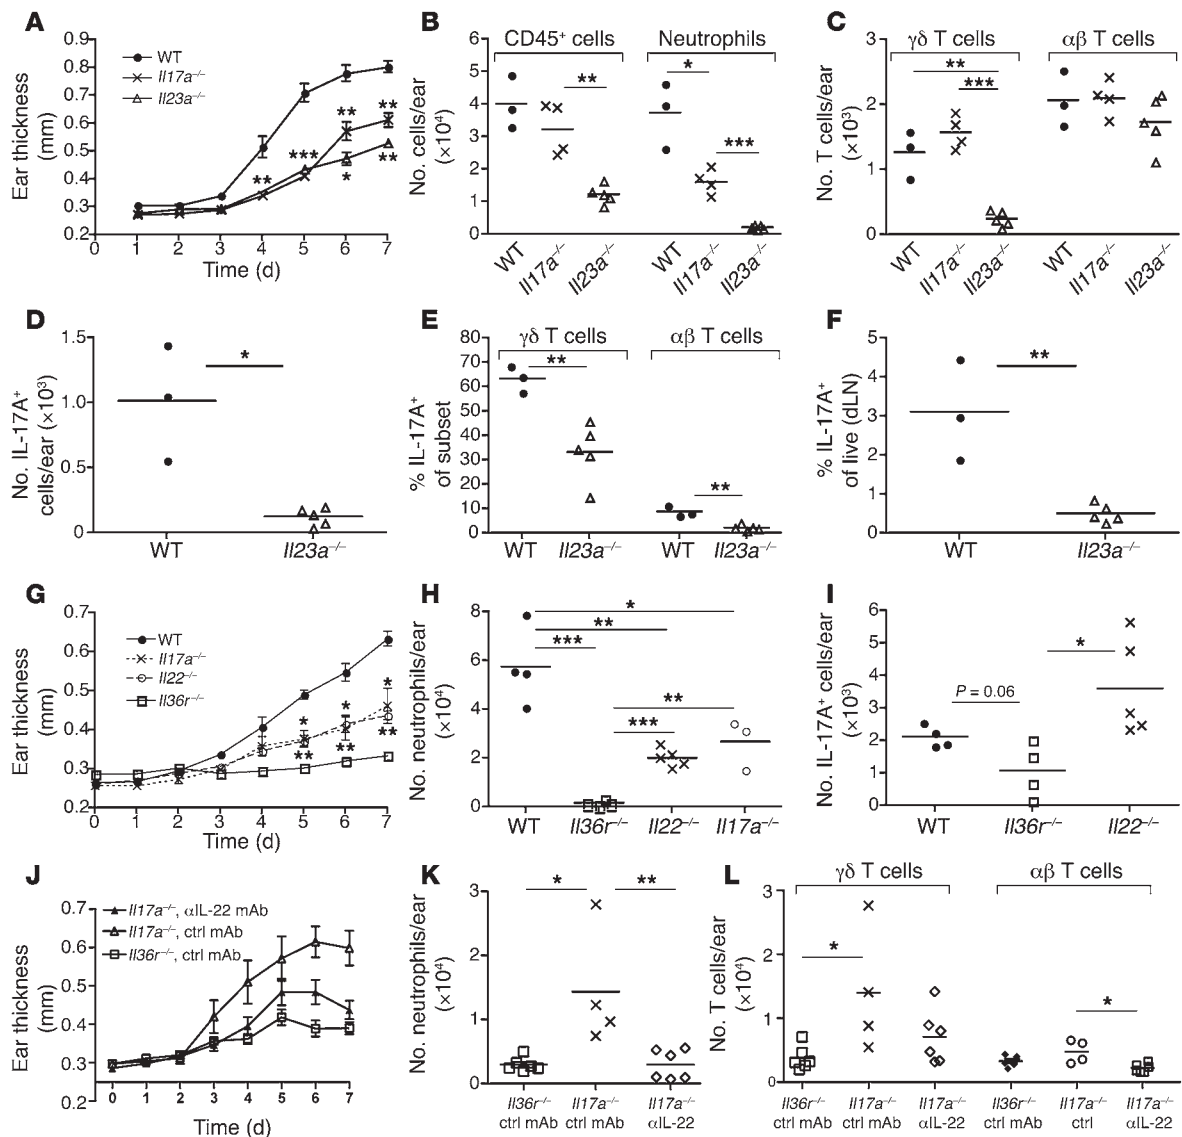 A
Ear thickness
(mm)
0.9
0.8
0.7
0.6
0.5
0.4
0.3
0.2
WT
Il17a–/–
Il23a–/–
**
***
**
*
**
**
0 1 2 3 4 5 6 7
Time (d)
B
No. cells/ear
(×10⁴)
6
5
4
3
2
1
0
CD45⁺ cells Neutrophils
** * ***
WT Il17a–/– Il23a–/– WT Il17a–/– Il23a–/–
C
No. T cells/ear
(×10³)
3
2
1
0
γδ T cells αβ T cells
**
***
WT Il17a–/– Il23a–/– WT Il17a–/– Il23a–/–
D
No. IL-17A⁺
cells/ear (×10³)
1.5
1.0
0.5
0
*
WT Il23a–/–
E
% IL-17A⁺
of subset
80
70
60
50
40
30
20
10
0
γδ T cells αβ T cells
**
**
WT Il23a–/– WT Il23a–/–
F
% IL-17A⁺
of live (dLN)
5
4
3
2
1
0
**
WT Il23a–/–
G
Ear thickness
(mm)
0.7
0.6
0.5
0.4
0.3
0.2
WT
Il17a–/–
Il22–/–
Il36r–/–
* * *
** ** **
0 1 2 3 4 5 6 7
Time (d)
H
No. neutrophils/ear
(×10⁴)
8
6
4
2
0
*
**
***
**
***
WT Il36r–/– Il22–/– Il17a–/–
I
No. IL-17A⁺ cells/ear
(×10³)
6
5
4
3
2
1
0
P = 0.06
*
WT Il36r–/– Il22–/–
J
Ear thickness
(mm)
0.7
0.6
0.5
0.4
0.3
0.2
Il17a–/–, αIL-22 mAb
Il17a–/–, ctrl mAb
Il36r–/–, ctrl mAb
0 1 2 3 4 5 6 7
Time (d)
K
No. neutrophils/ear
(×10⁴)
3
2
1
0
* **
Il36r–/– Il17a–/– Il17a–/–
ctrl mAb ctrl mAb αIL-22
L
No. T cells/ear
(×10⁴)
3
2
1
0
γδ T cells αβ T cells
*
*
Il36r–/– Il17a–/– Il17a–/– Il36r–/– Il17a–/– Il17a–/–
ctrl mAb ctrl mAb αIL-22 ctrl mAb ctrl αIL-22